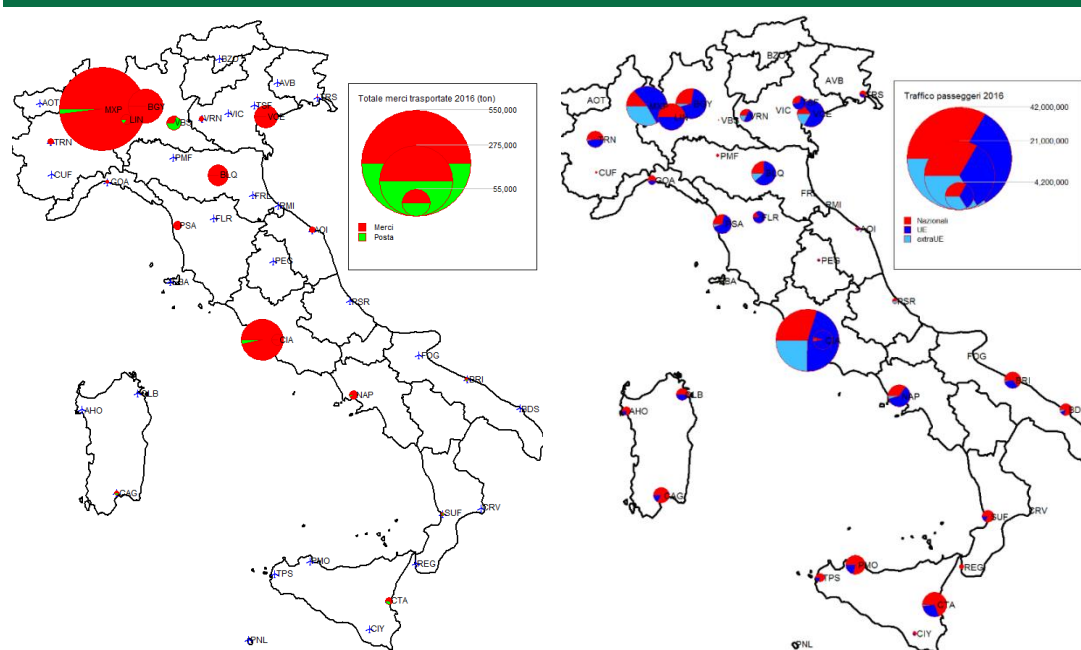 BZO
AVB
TRS
AOT
MXP
BGY
LIN
VBS
VRN
VIC
TSF
VCE
TRN
CUF
PMF
GOA
BLQ
FRL
RMI
FLR
PSA
AOI
PEG
EBA
PSR
CIA
FOG
BRI
BDS
NAP
OLB
AHO
CAG
SUF
CRV
REG
PMO
TPS
CTA
CIY
PNL
Totale merci trasportate 2016 (ton)
550,000
275,000
55,000
Merci
Posta
BZO
AVB
TRS
AOT
VBS
VRN
VIC
CUF
PMF
GOA
BLQ
RMI
FLR
PSA
AOI
PEG
PSR
CIA
FOG
BRI
NAP
OLB
AHO
CAG
SUF
CRV
REG
PMO
TPS
CTA
CIY
PNL
Traffico passeggeri 2016
42,000,000
21,000,000
4,200,000
Nazionali
UE
extraUE